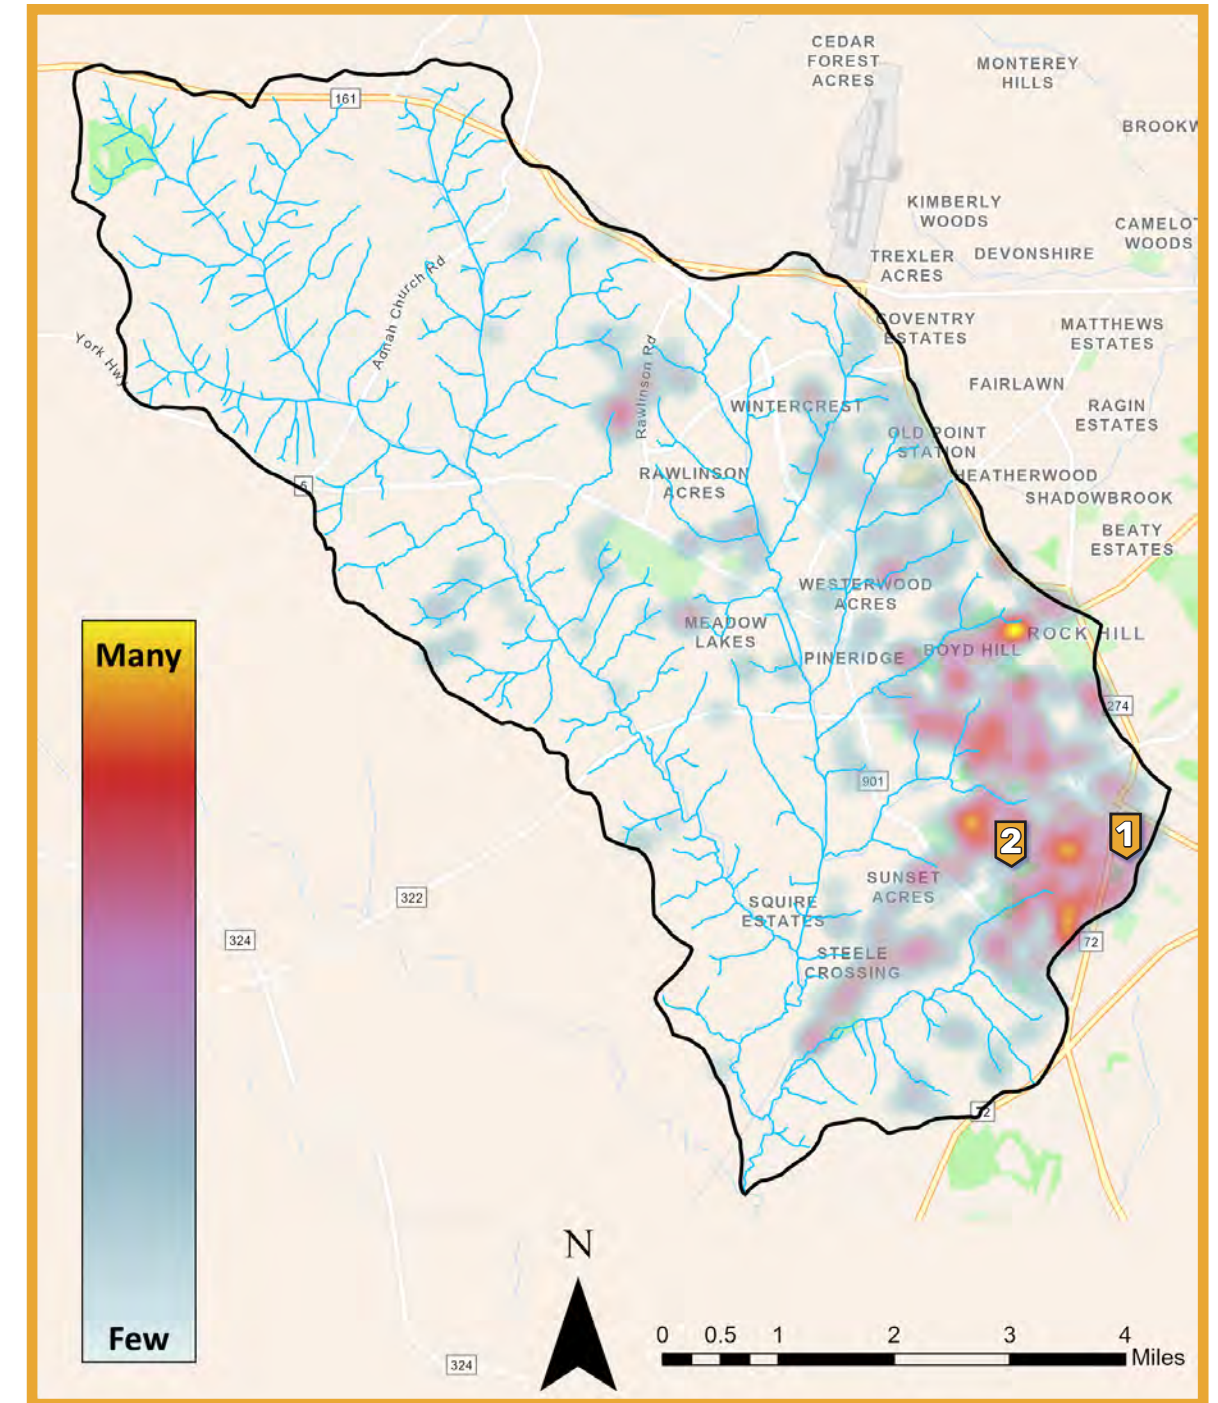 CEDAR
FOREST
ACRES
MONTEREY
HILLS
161
BROOKW
KIMBERLY
WOODS
CAMELO
WOODS
TREXLER
ACRES
DEVONSHIRE
Adnah Church Rd
COVENTRY
ESTATES
MATTHEWS
ESTATES
York Hwy
Rawlinson Rd
FAIRLAWN
WINTERCREST
RAGIN
ESTATES
OLD POINT
STATION
RAWLINSON
ACRES
HEATHERWOOD
5
SHADOWBROOK
BEATY
ESTATES
WESTERWOOD
ACRES
MEADOW
LAKES
ROCK HILL
BOYD HILL
PINERIDGE
Many
274
901
2
1
SUNSET
ACRES
322
SQUIRE
ESTATES
324
72
STEELE
CROSSING
72
N
Few
0 0.5 1 2 3 4
Miles
324